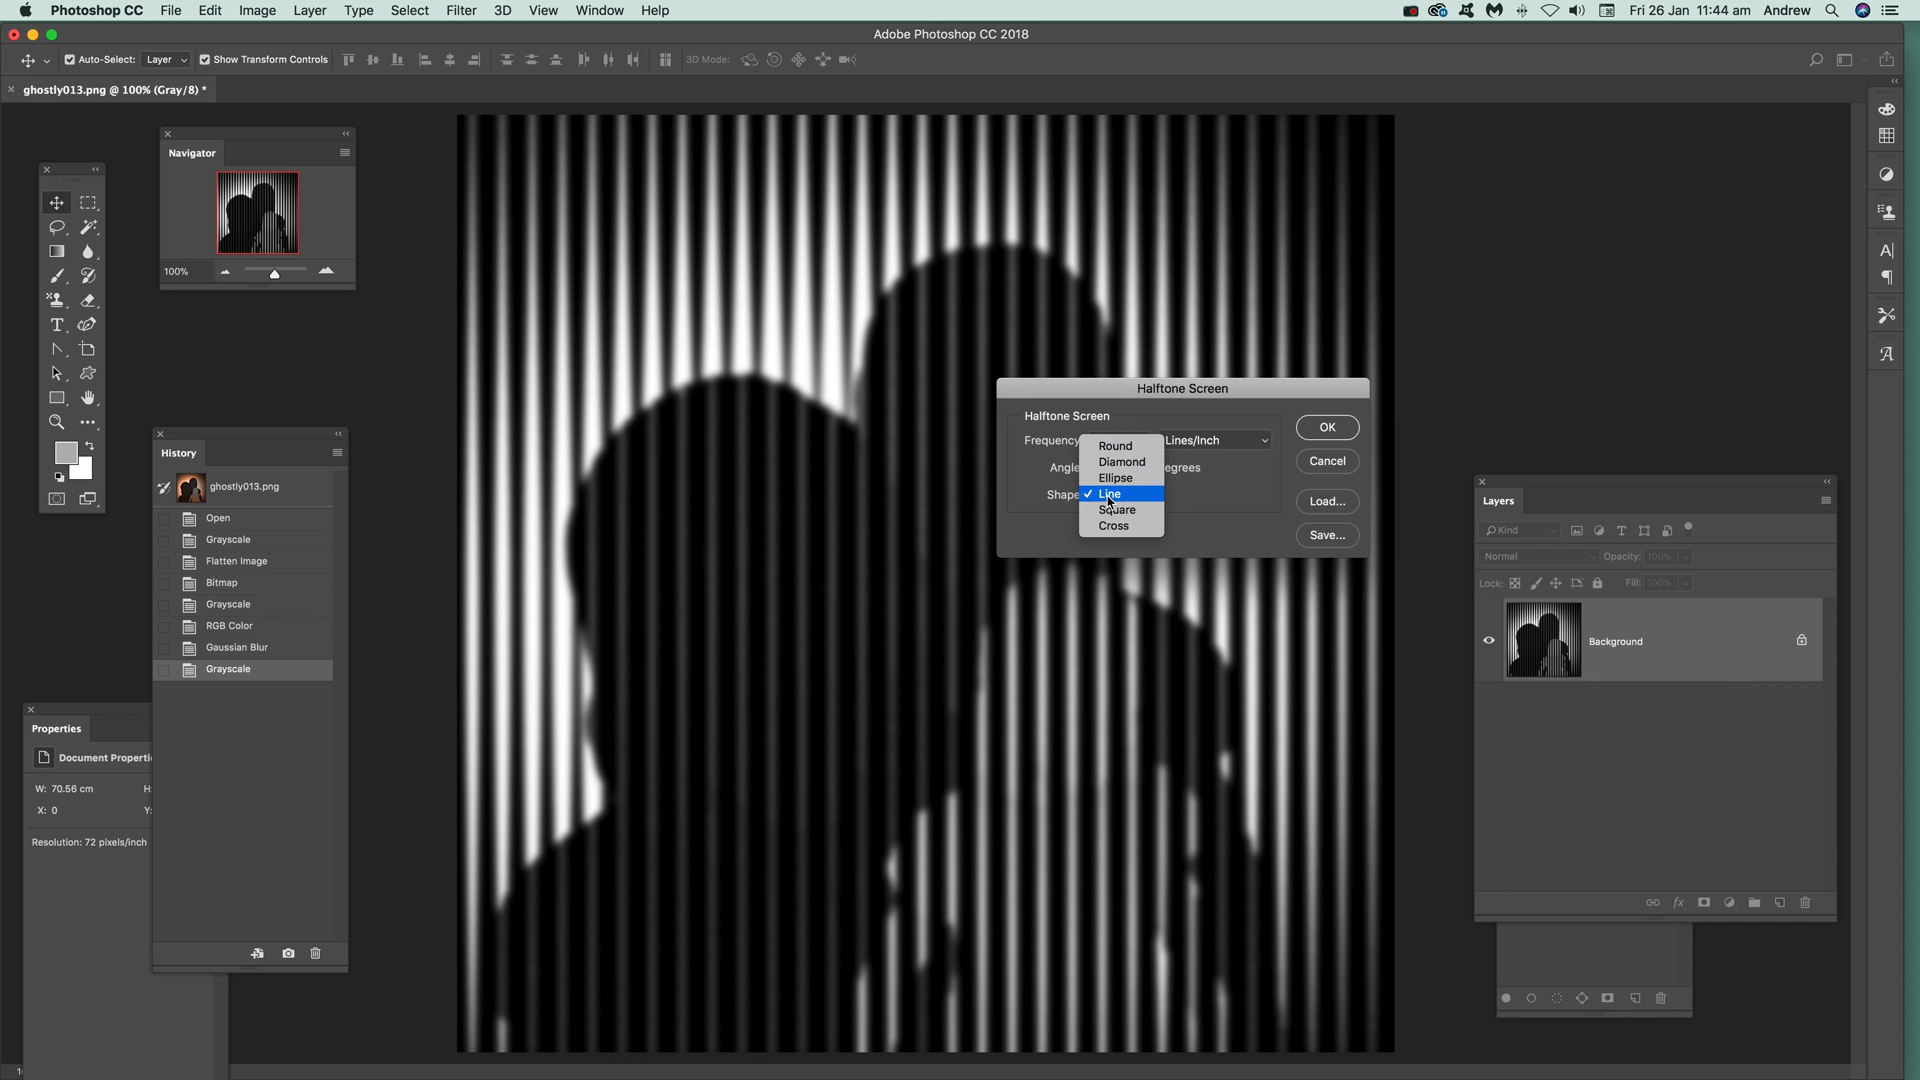 Photoshop CC File Edit Image Layer Type Select Filter 3D View Window Help Fri 26 Jan 11:44 am Andrew
Adobe Photoshop CC 2018
Auto-Select: Layer Show Transform Controls 3D Mode:
ghostly013.png @ 100% (Gray/8) *
Navigator
100%
History
ghostly013.png
Open
Grayscale
Flatten Image
Bitmap
Grayscale
RGB Color
Gaussian Blur
Grayscale
Properties
Document Properti
W: 70.56 cm H:
X: 0 Y:
Resolution: 72 pixels/inch
Halftone Screen
Halftone Screen
Frequency Lines/Inch
Angle egrees
Shape
Round
Diamond
Ellipse
Line
Square
Cross
OK
Cancel
Load...
Save...
Layers
Kind
Normal Opacity: 100%
Lock: Fill: 100%
Background
fx